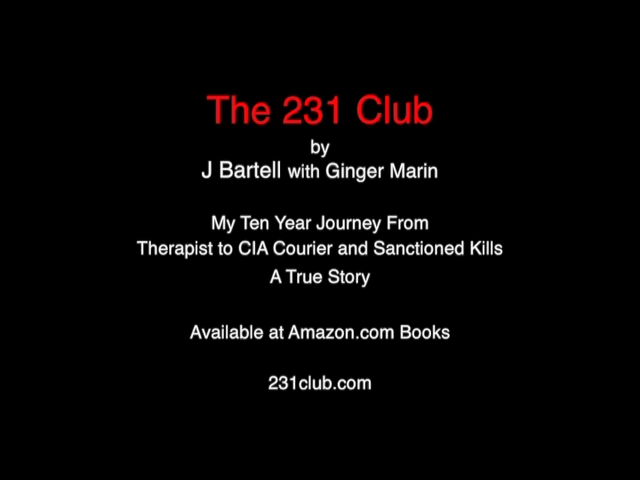 The 231 Club
by
J Bartell with Ginger Marin
My Ten Year Journey From
Therapist to CIA Courier and Sanctioned Kills
A True Story
Available at Amazon.com Books
231club.com